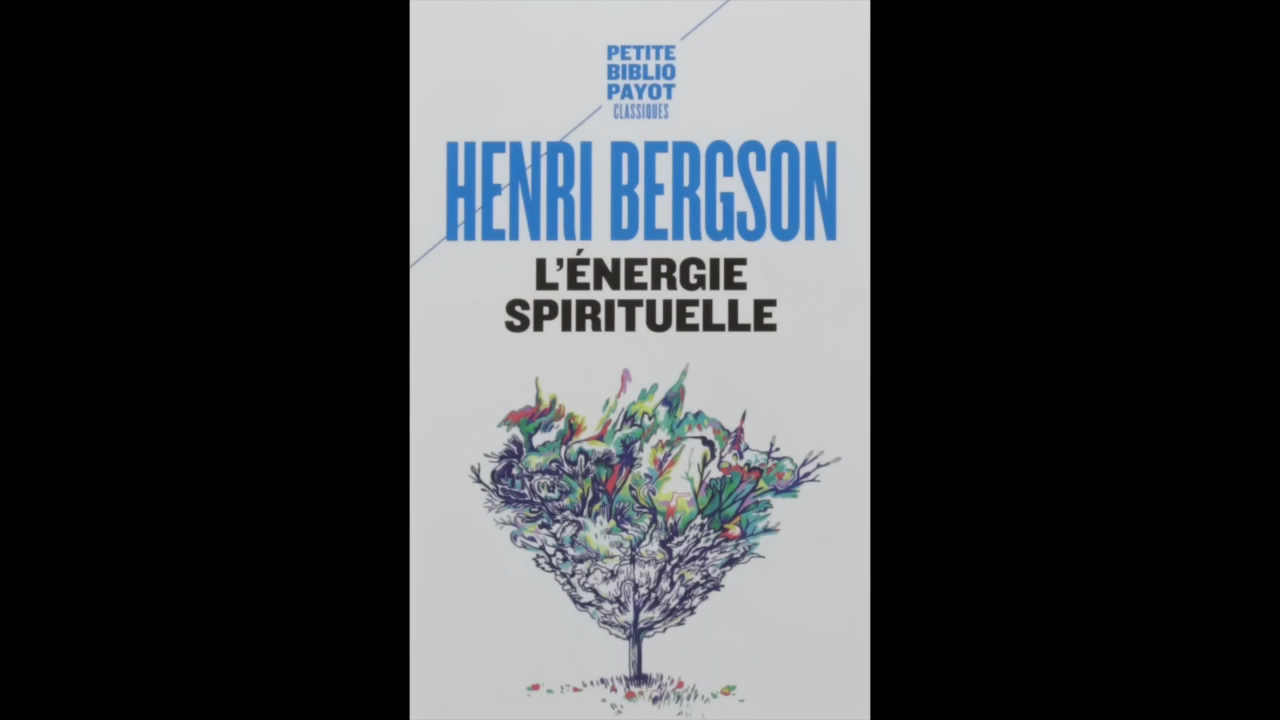 PETITE
BIBLIO
PAYOT
CLASSIQUES
HENRI BERGSON
L'ÉNERGIE
SPIRITUELLE